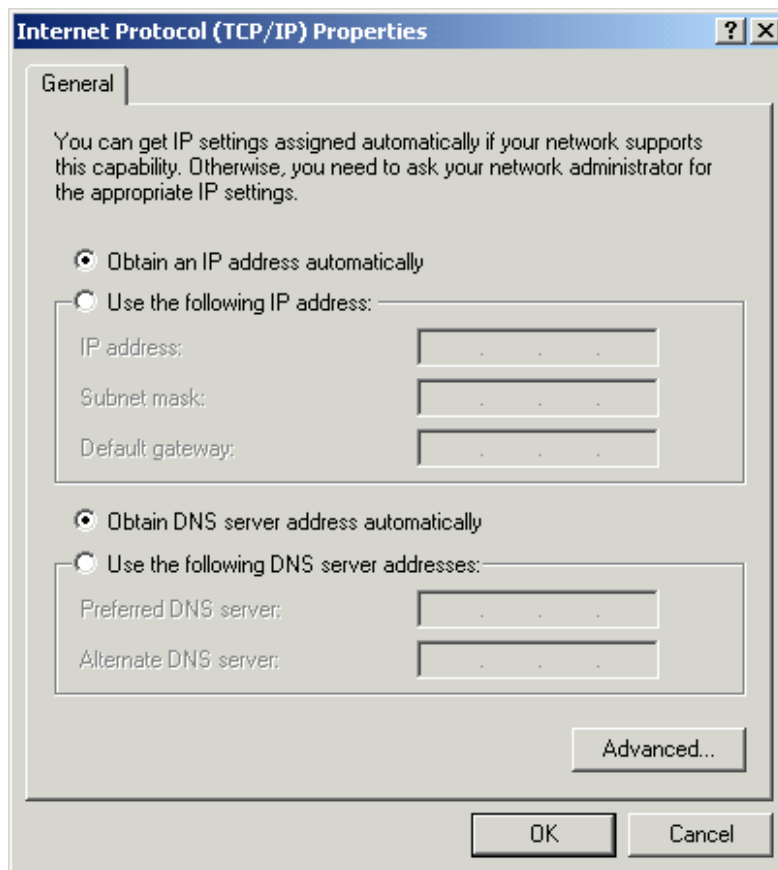 Internet Protocol (TCP/IP) Properties
General
You can get IP settings assigned automatically if your network supports
this capability. Otherwise, you need to ask your network administrator for
the appropriate IP settings.
Obtain an IP address automatically
Use the following IP address:
IP address:
Subnet mask:
Default gateway:
Obtain DNS server address automatically
Use the following DNS server addresses:
Preferred DNS server:
Alternate DNS server:
Advanced...
OK Cancel